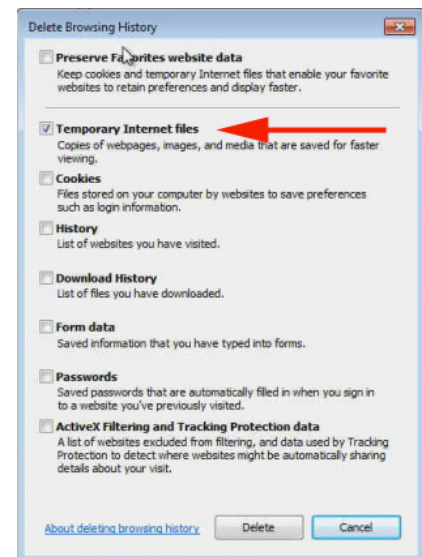 Delete Browsing History
Preserve Favorites website data
Keep cookies and temporary Internet files that enable your favorite
websites to retain preferences and display faster.
Temporary Internet files
Copies of webpages, images, and media that are saved for faster
viewing.
Cookies
Files stored on your computer by websites to save preferences
such as login information.
History
List of websites you have visited.
Download History
List of files you have downloaded.
Form data
Saved information that you have typed into forms.
Passwords
Saved passwords that are automatically filled in when you sign in
to a website you've previously visited.
ActiveX Filtering and Tracking Protection data
A list of websites excluded from filtering, and data used by Tracking
Protection to detect where websites might be automatically sharing
details about your visit.
About deleting browsing history
Delete
Cancel